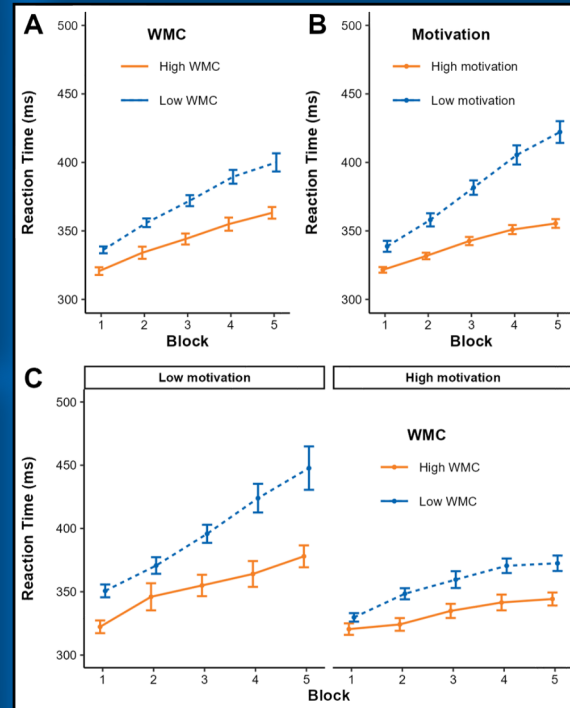 A
WMC
High WMC
Low WMC
Reaction Time (ms)
500
450
400
350
300
1 2 3 4 5
Block
B
Motivation
High motivation
Low motivation
Reaction Time (ms)
500
450
400
350
300
1 2 3 4 5
Block
C
Low motivation
High motivation
WMC
High WMC
Low WMC
Reaction Time (ms)
500
450
400
350
300
1 2 3 4 5
1 2 3 4 5
Block